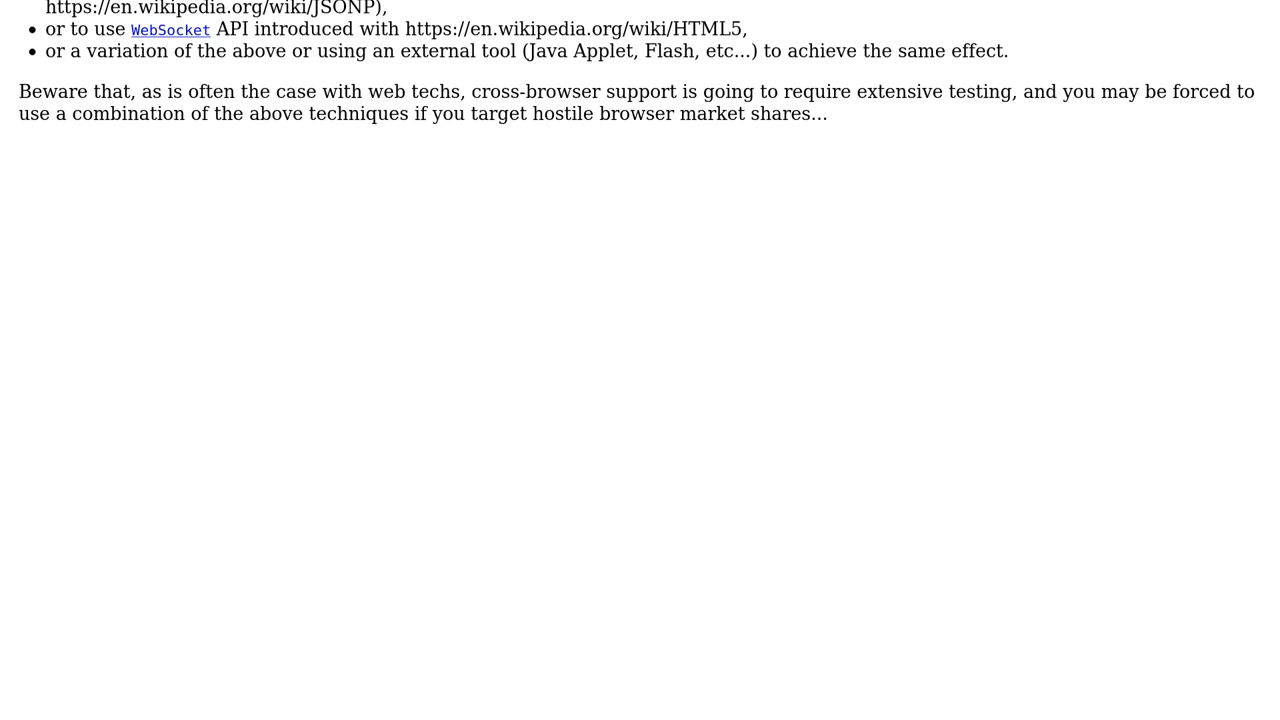 https://en.wikipedia.org/wiki/JSONP),
or to use WebSocket API introduced with https://en.wikipedia.org/wiki/HTML5,
or a variation of the above or using an external tool (Java Applet, Flash, etc...) to achieve the same effect.
Beware that, as is often the case with web techs, cross-browser support is going to require extensive testing, and you may be forced to
use a combination of the above techniques if you target hostile browser market shares...